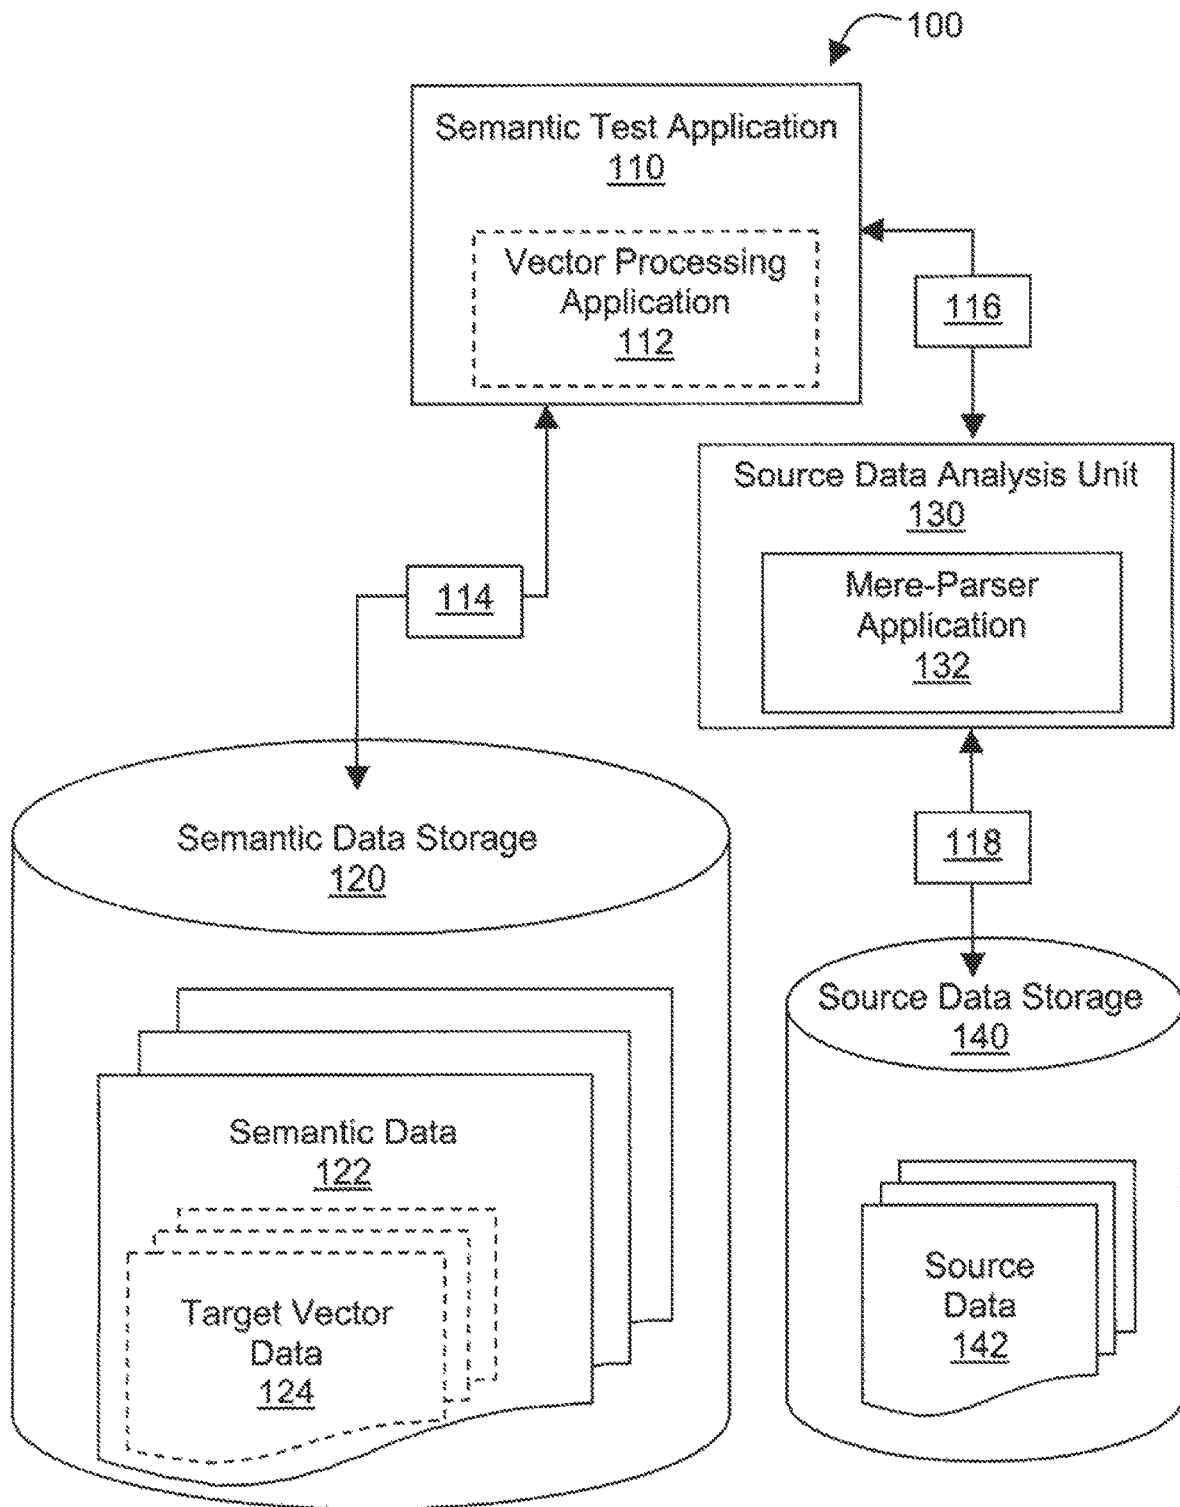 100
Semantic Test Application
110
Vector Processing
Application
112
116
Source Data Analysis Unit
130
Mere-Parser
Application
132
114
118
Semantic Data Storage
120
Source Data Storage
140
Semantic Data
122
Target Vector
Data
124
Source
Data
142